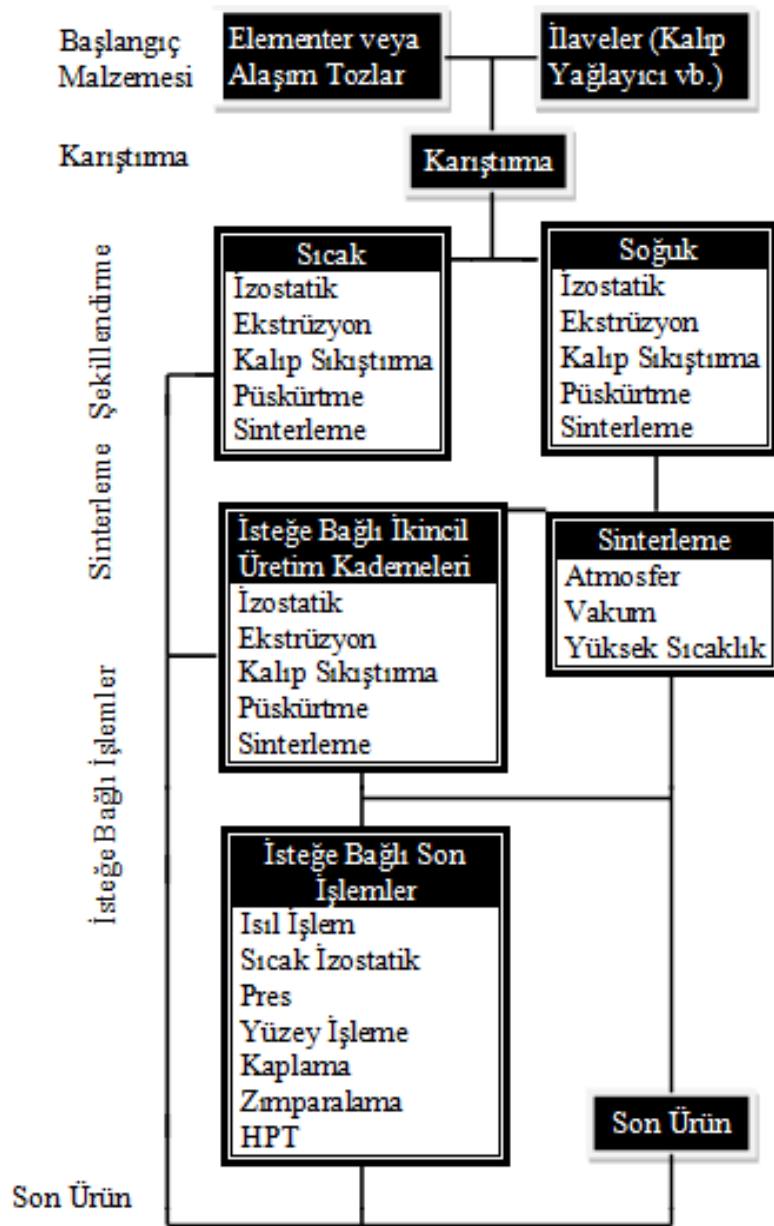 Başlangıç
Malzemesi
Elementer veya
Alaşım Tozlar
İlaveler (Kalıp
Yağlayıcı vb.)
Karıştırma
Karıştırma
Şekillendirme
Sıcak
İzostatik
Ekstrüzyon
Kalıp Sıkıştırma
Püskürtme
Sinterleme
Soğuk
İzostatik
Ekstrüzyon
Kalıp Sıkıştırma
Püskürtme
Sinterleme
Sinterleme
İsteğe Bağlı İkincil
Üretim Kademeleri
İzostatik
Ekstrüzyon
Kalıp Sıkıştırma
Püskürtme
Sinterleme
Sinterleme
Atmosfer
Vakum
Yüksek Sıcaklık
İsteğe Bağlı İşlemler
İsteğe Bağlı Son
İşlemler
Isıl İşlem
Sıcak İzostatik
Pres
Yüzey İşleme
Kaplama
Zımparalama
HPT
Son Ürün
Son Ürün